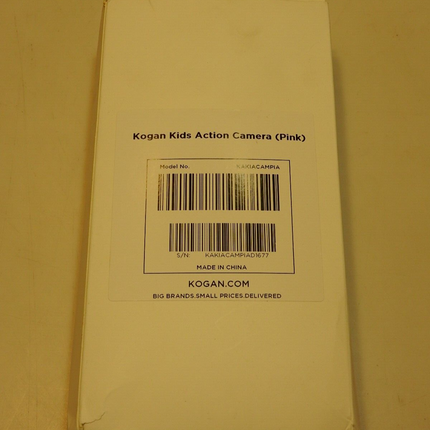 Kogan Kids Action Camera (Pink)
Model No. KAKIACAMPIA
S/N: KAKIACAMPIAD1677
MADE IN CHINA
KOGAN.COM
BIG BRANDS.SMALL PRICES.DELIVERED